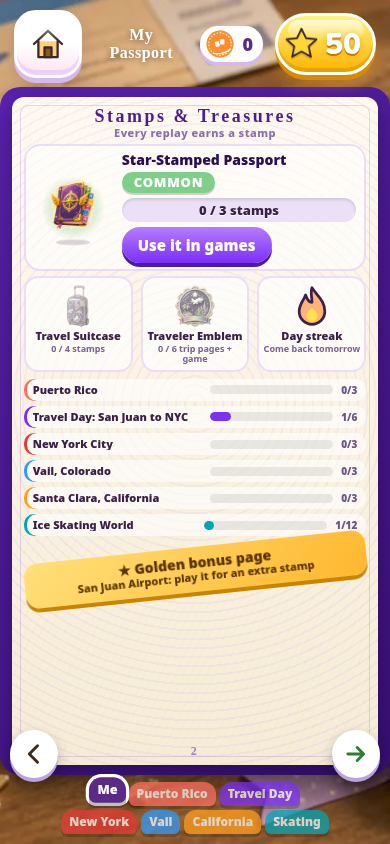 My
Passport
0
50
Stamps & Treasures
Every replay earns a stamp
Star-Stamped Passport
COMMON
0 / 3 stamps
Use it in games
Travel Suitcase
0 / 4 stamps
Traveler Emblem
0 / 6 trip pages +
game
Day streak
Come back tomorrow
Puerto Rico 0/3
Travel Day: San Juan to NYC 1/6
New York City 0/3
Vail, Colorado 0/3
Santa Clara, California 0/3
Ice Skating World 1/12
★ Golden bonus page
San Juan Airport: play it for an extra stamp
2
Me Puerto Rico Travel Day
New York Vail California Skating